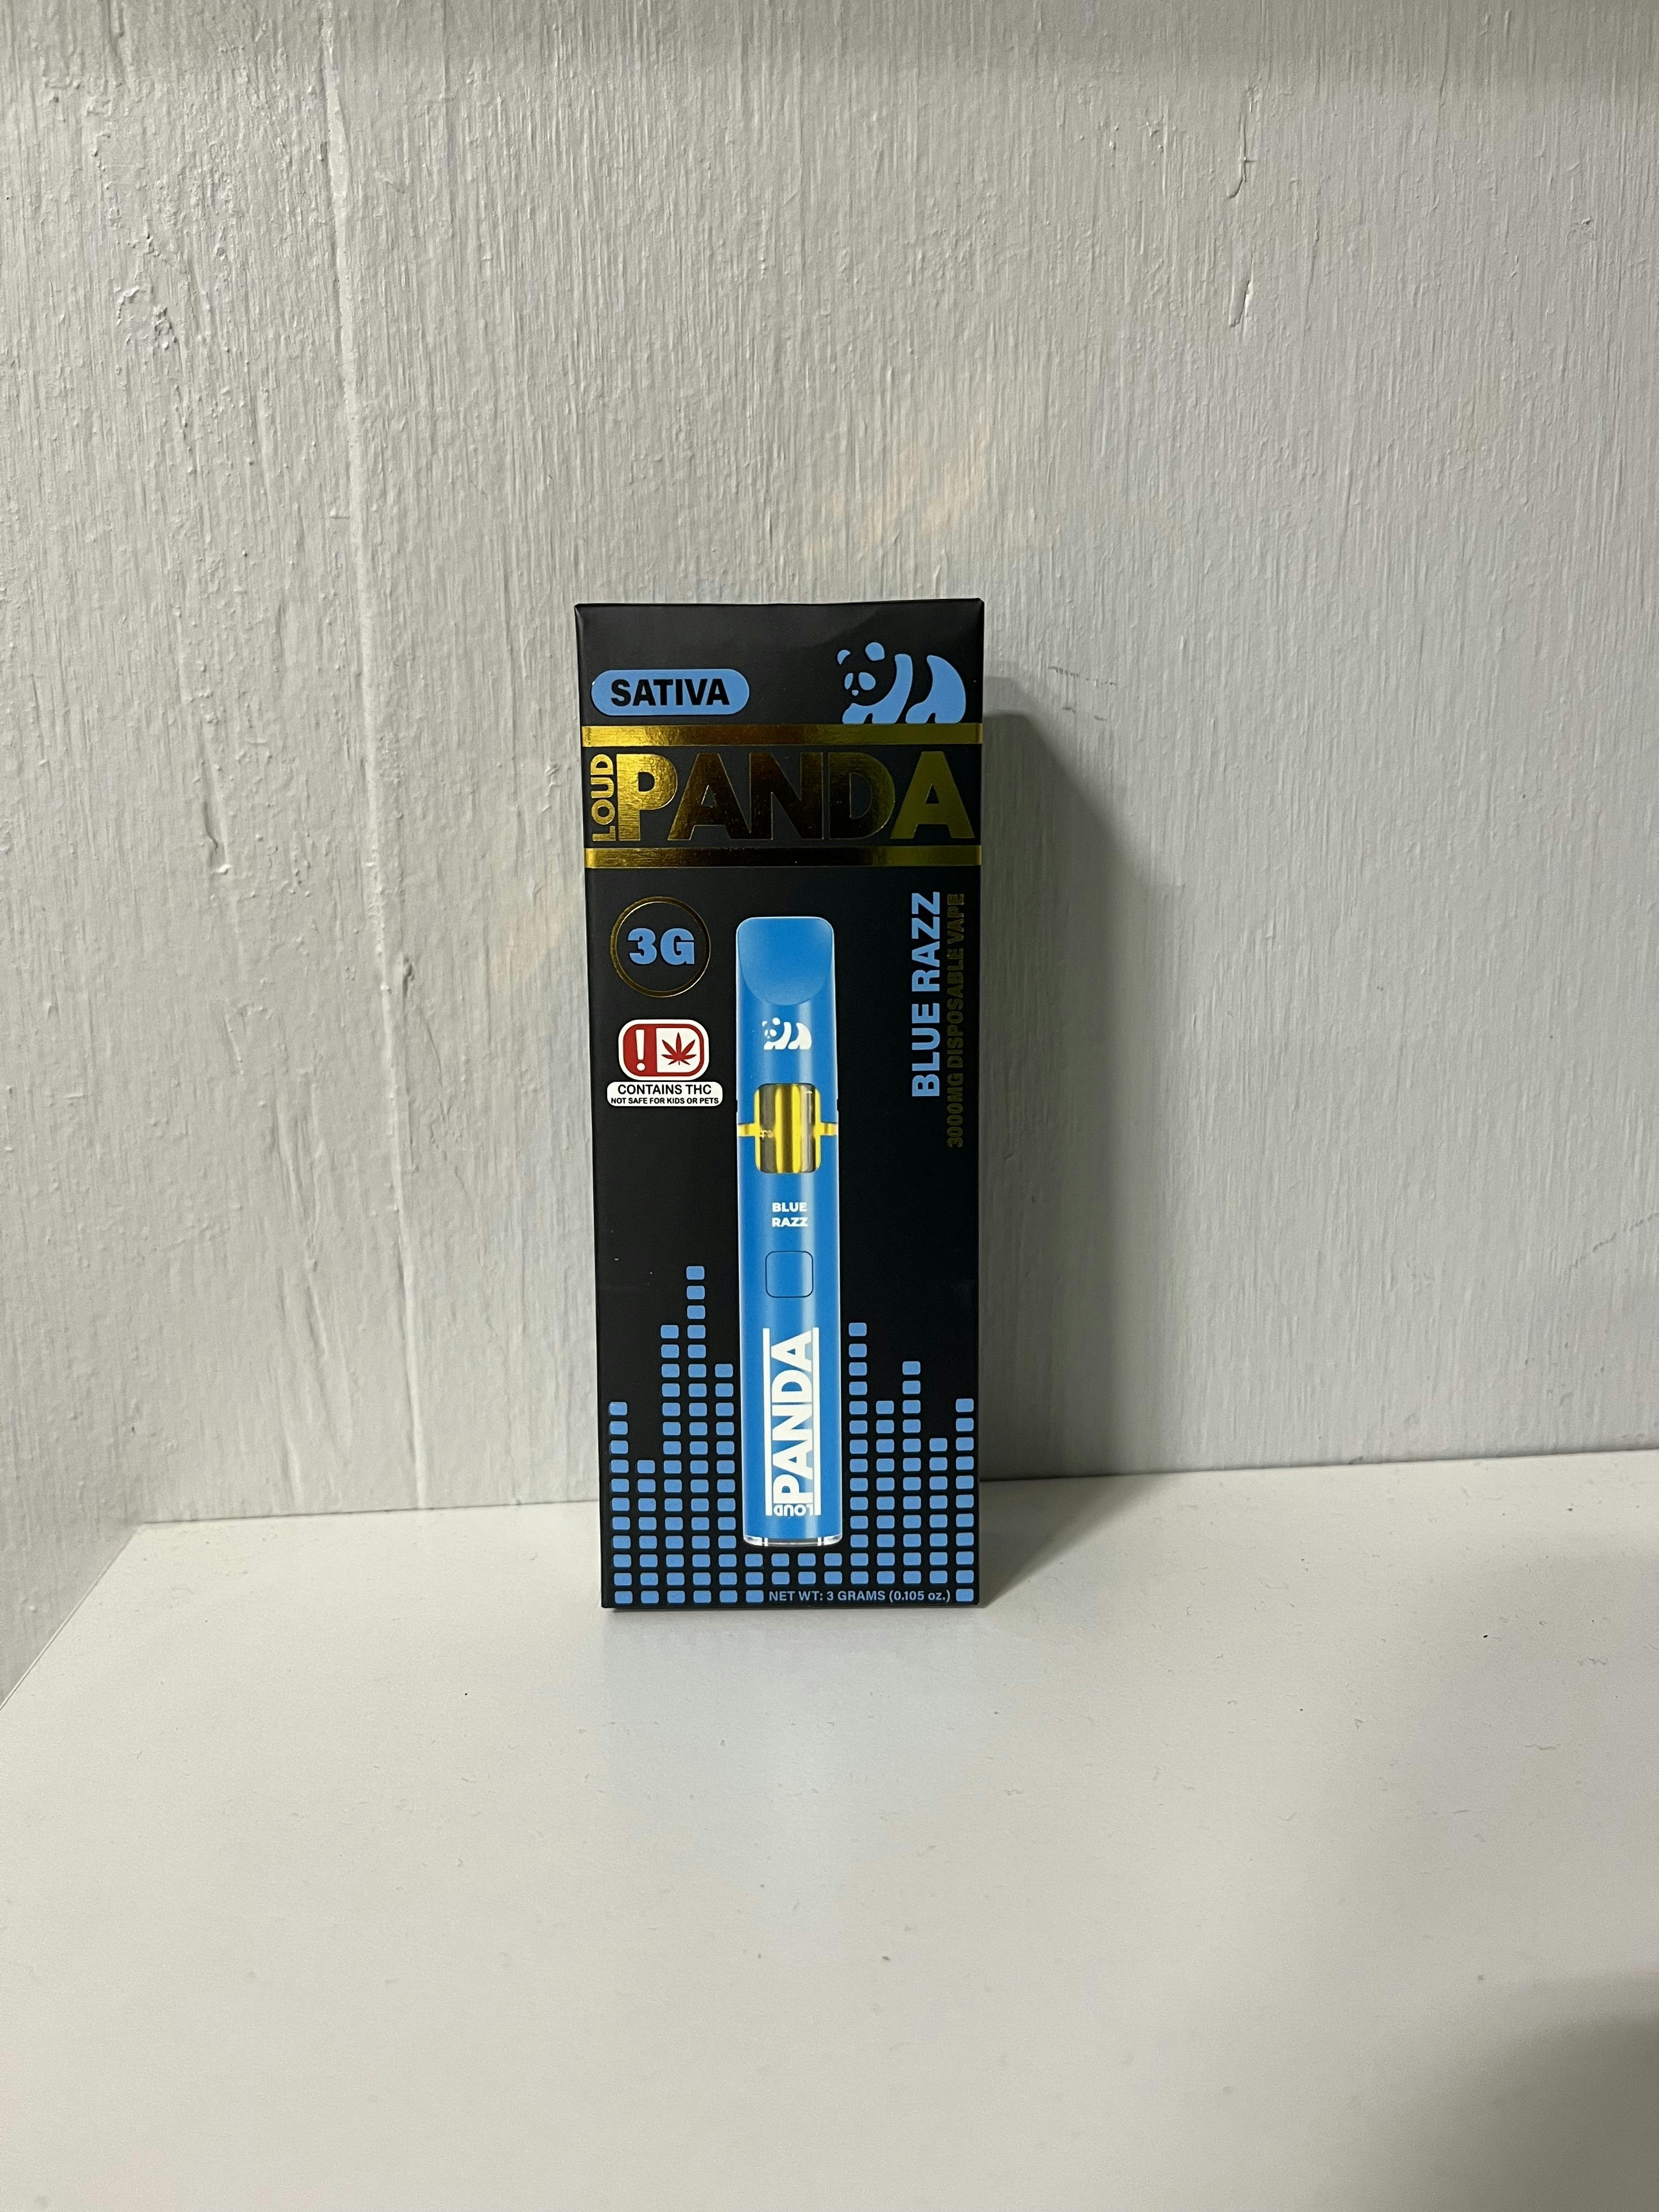 SATIVA
LOUD PANDA
3G
BLUE RAZZ
3000MG DISPOSABLE VAPE
CONTAINS THC
NOT SAFE FOR KIDS OR PETS
BLUE
RAZZ
LOUD PANDA
NET WT: 3 GRAMS (0.105 oz.)